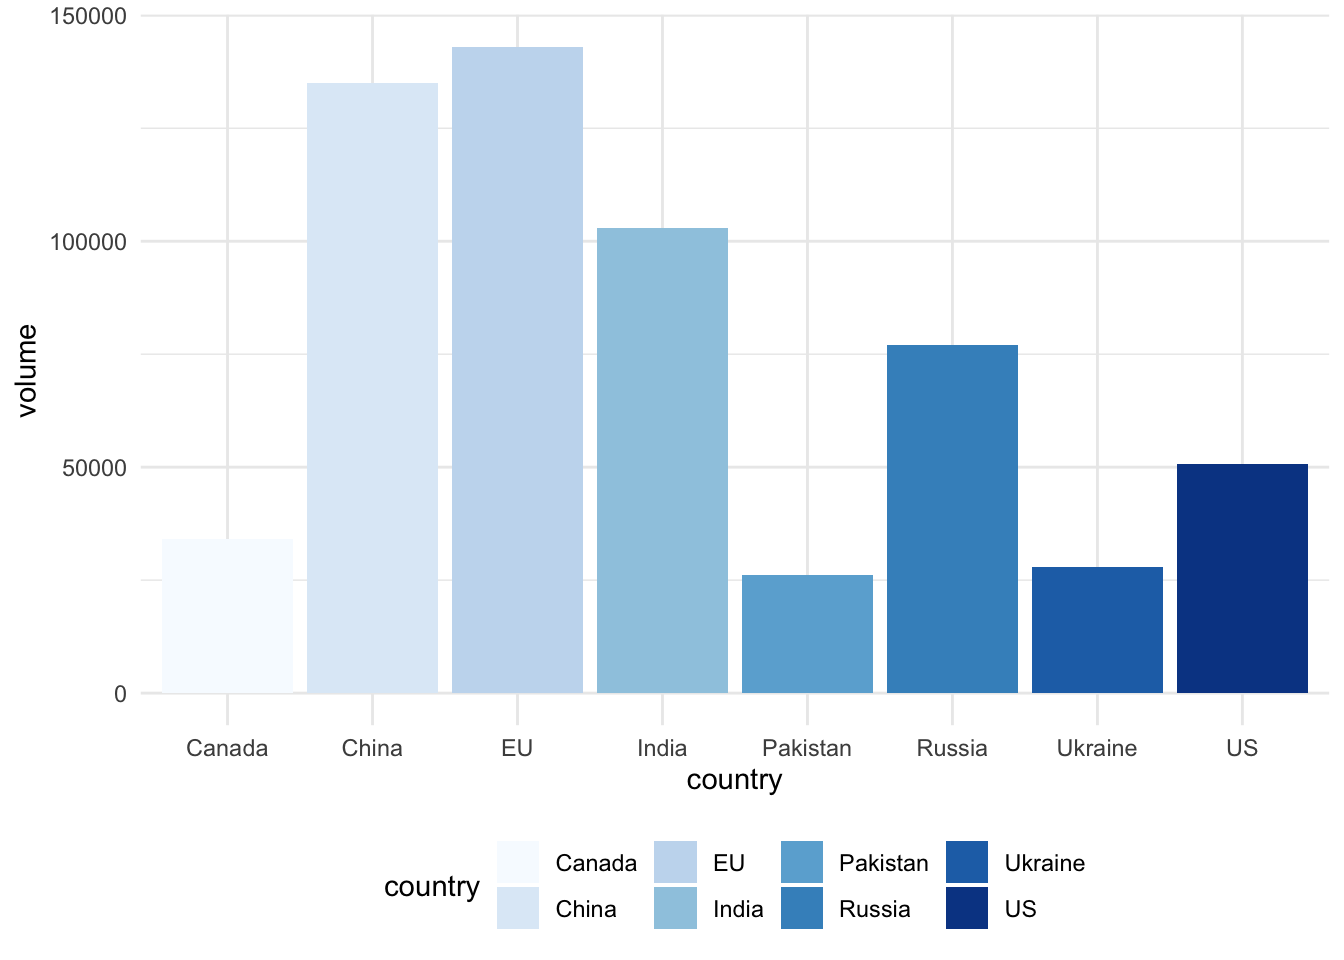 150000
100000
50000
0
volume
Canada China EU India Pakistan Russia Ukraine US
country
country
Canada EU Pakistan Ukraine
China India Russia US